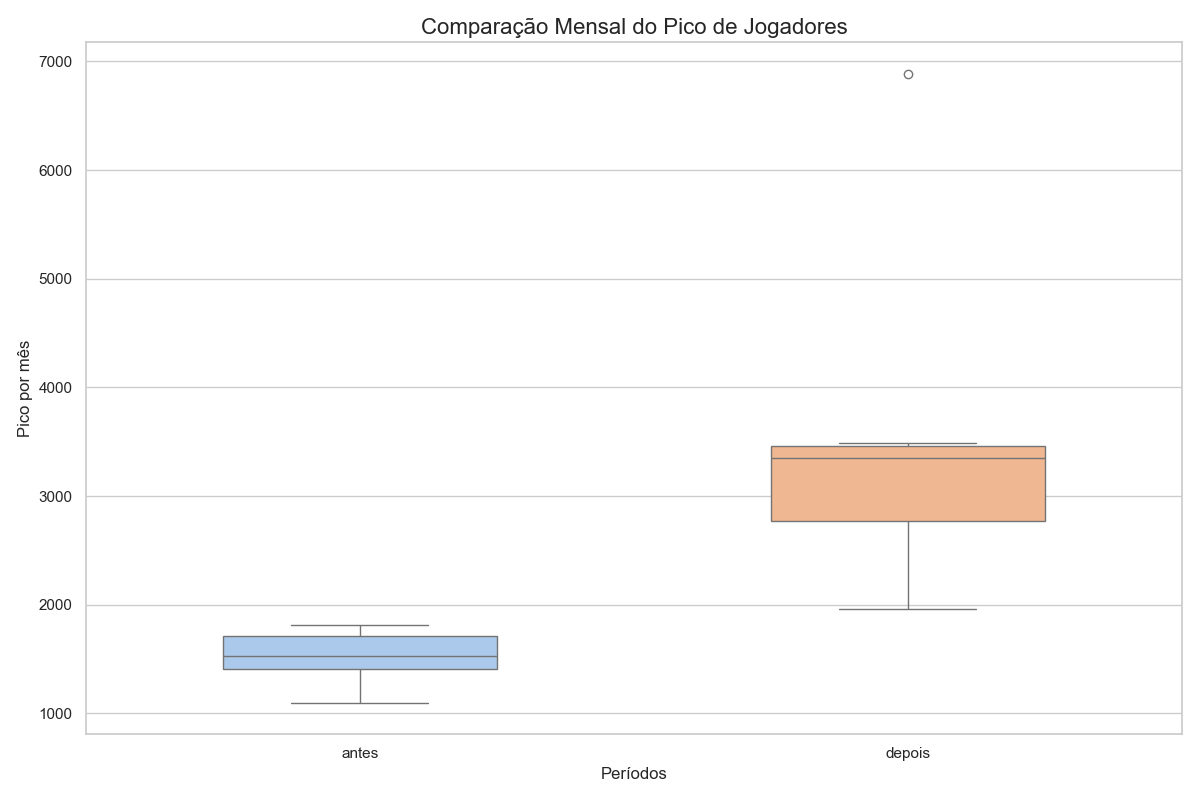 Comparação Mensal do Pico de Jogadores
7000
6000
5000
4000
3000
2000
1000
Pico por mês
antes
depois
Períodos